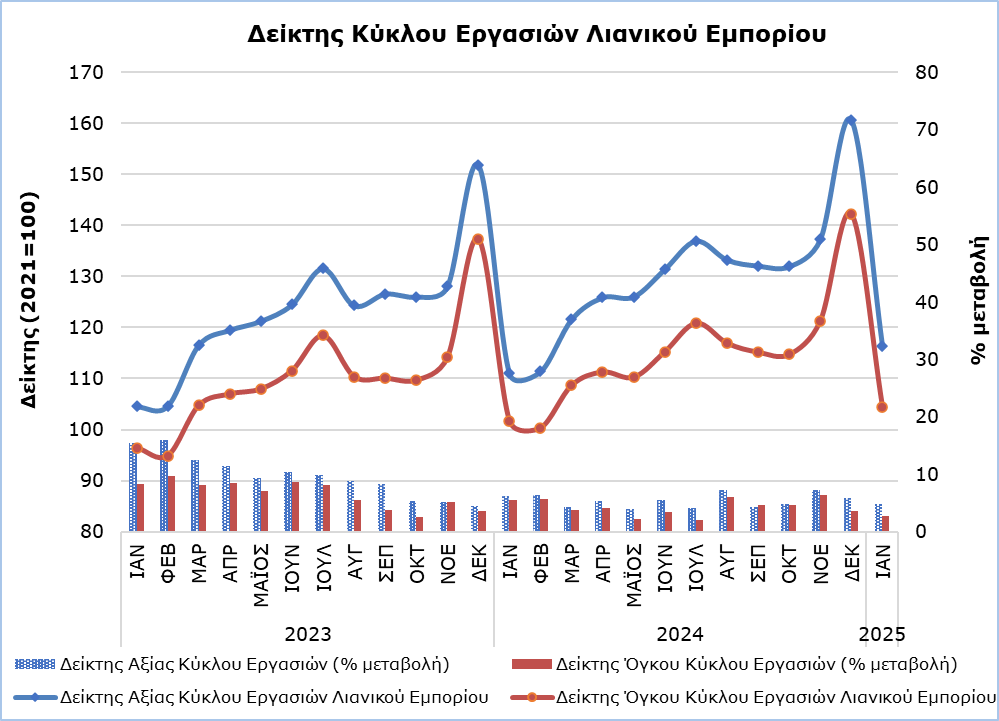 Δείκτης Κύκλου Εργασιών Λιανικού Εμπορίου
170
160
150
140
130
120
110
100
90
80
Δείκτης (2021=100)
80
70
60
50
40
30
20
10
0
% μεταβολή
ΙΑΝ ΦΕΒ ΜΑΡ ΑΠΡ ΜΑΪΟΣ ΙΟΥΝ ΙΟΥΛ ΑΥΓ ΣΕΠ ΟΚΤ ΝΟΕ ΔΕΚ ΙΑΝ ΦΕΒ ΜΑΡ ΑΠΡ ΜΑΪΟΣ ΙΟΥΝ ΙΟΥΛ ΑΥΓ ΣΕΠ ΟΚΤ ΝΟΕ ΔΕΚ ΙΑΝ
2023 2024 2025
Δείκτης Αξίας Κύκλου Εργασιών (% μεταβολή) Δείκτης Όγκου Κύκλου Εργασιών (% μεταβολή)
Δείκτης Αξίας Κύκλου Εργασιών Λιανικού Εμπορίου Δείκτης Όγκου Κύκλου Εργασιών Λιανικού Εμπορίου